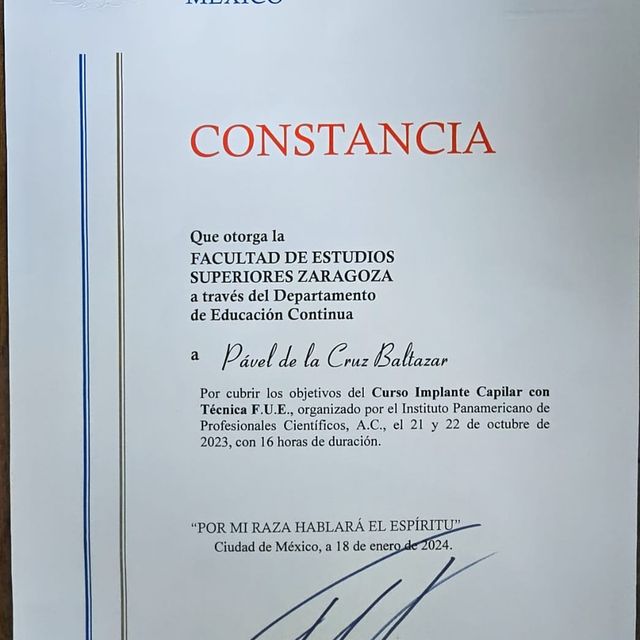 MÉXICO
CONSTANCIA
Que otorga la
FACULTAD DE ESTUDIOS
SUPERIORES ZARAGOZA
a través del Departamento
de Educación Continua
a Pável de la Cruz Baltazar
Por cubrir los objetivos del Curso Implante Capilar con
Técnica F.U.E., organizado por el Instituto Panamericano de
Profesionales Científicos, A.C., el 21 y 22 de octubre de
2023, con 16 horas de duración.
“POR MI RAZA HABLARÁ EL ESPÍRITU”
Ciudad de México, a 18 de enero de 2024.